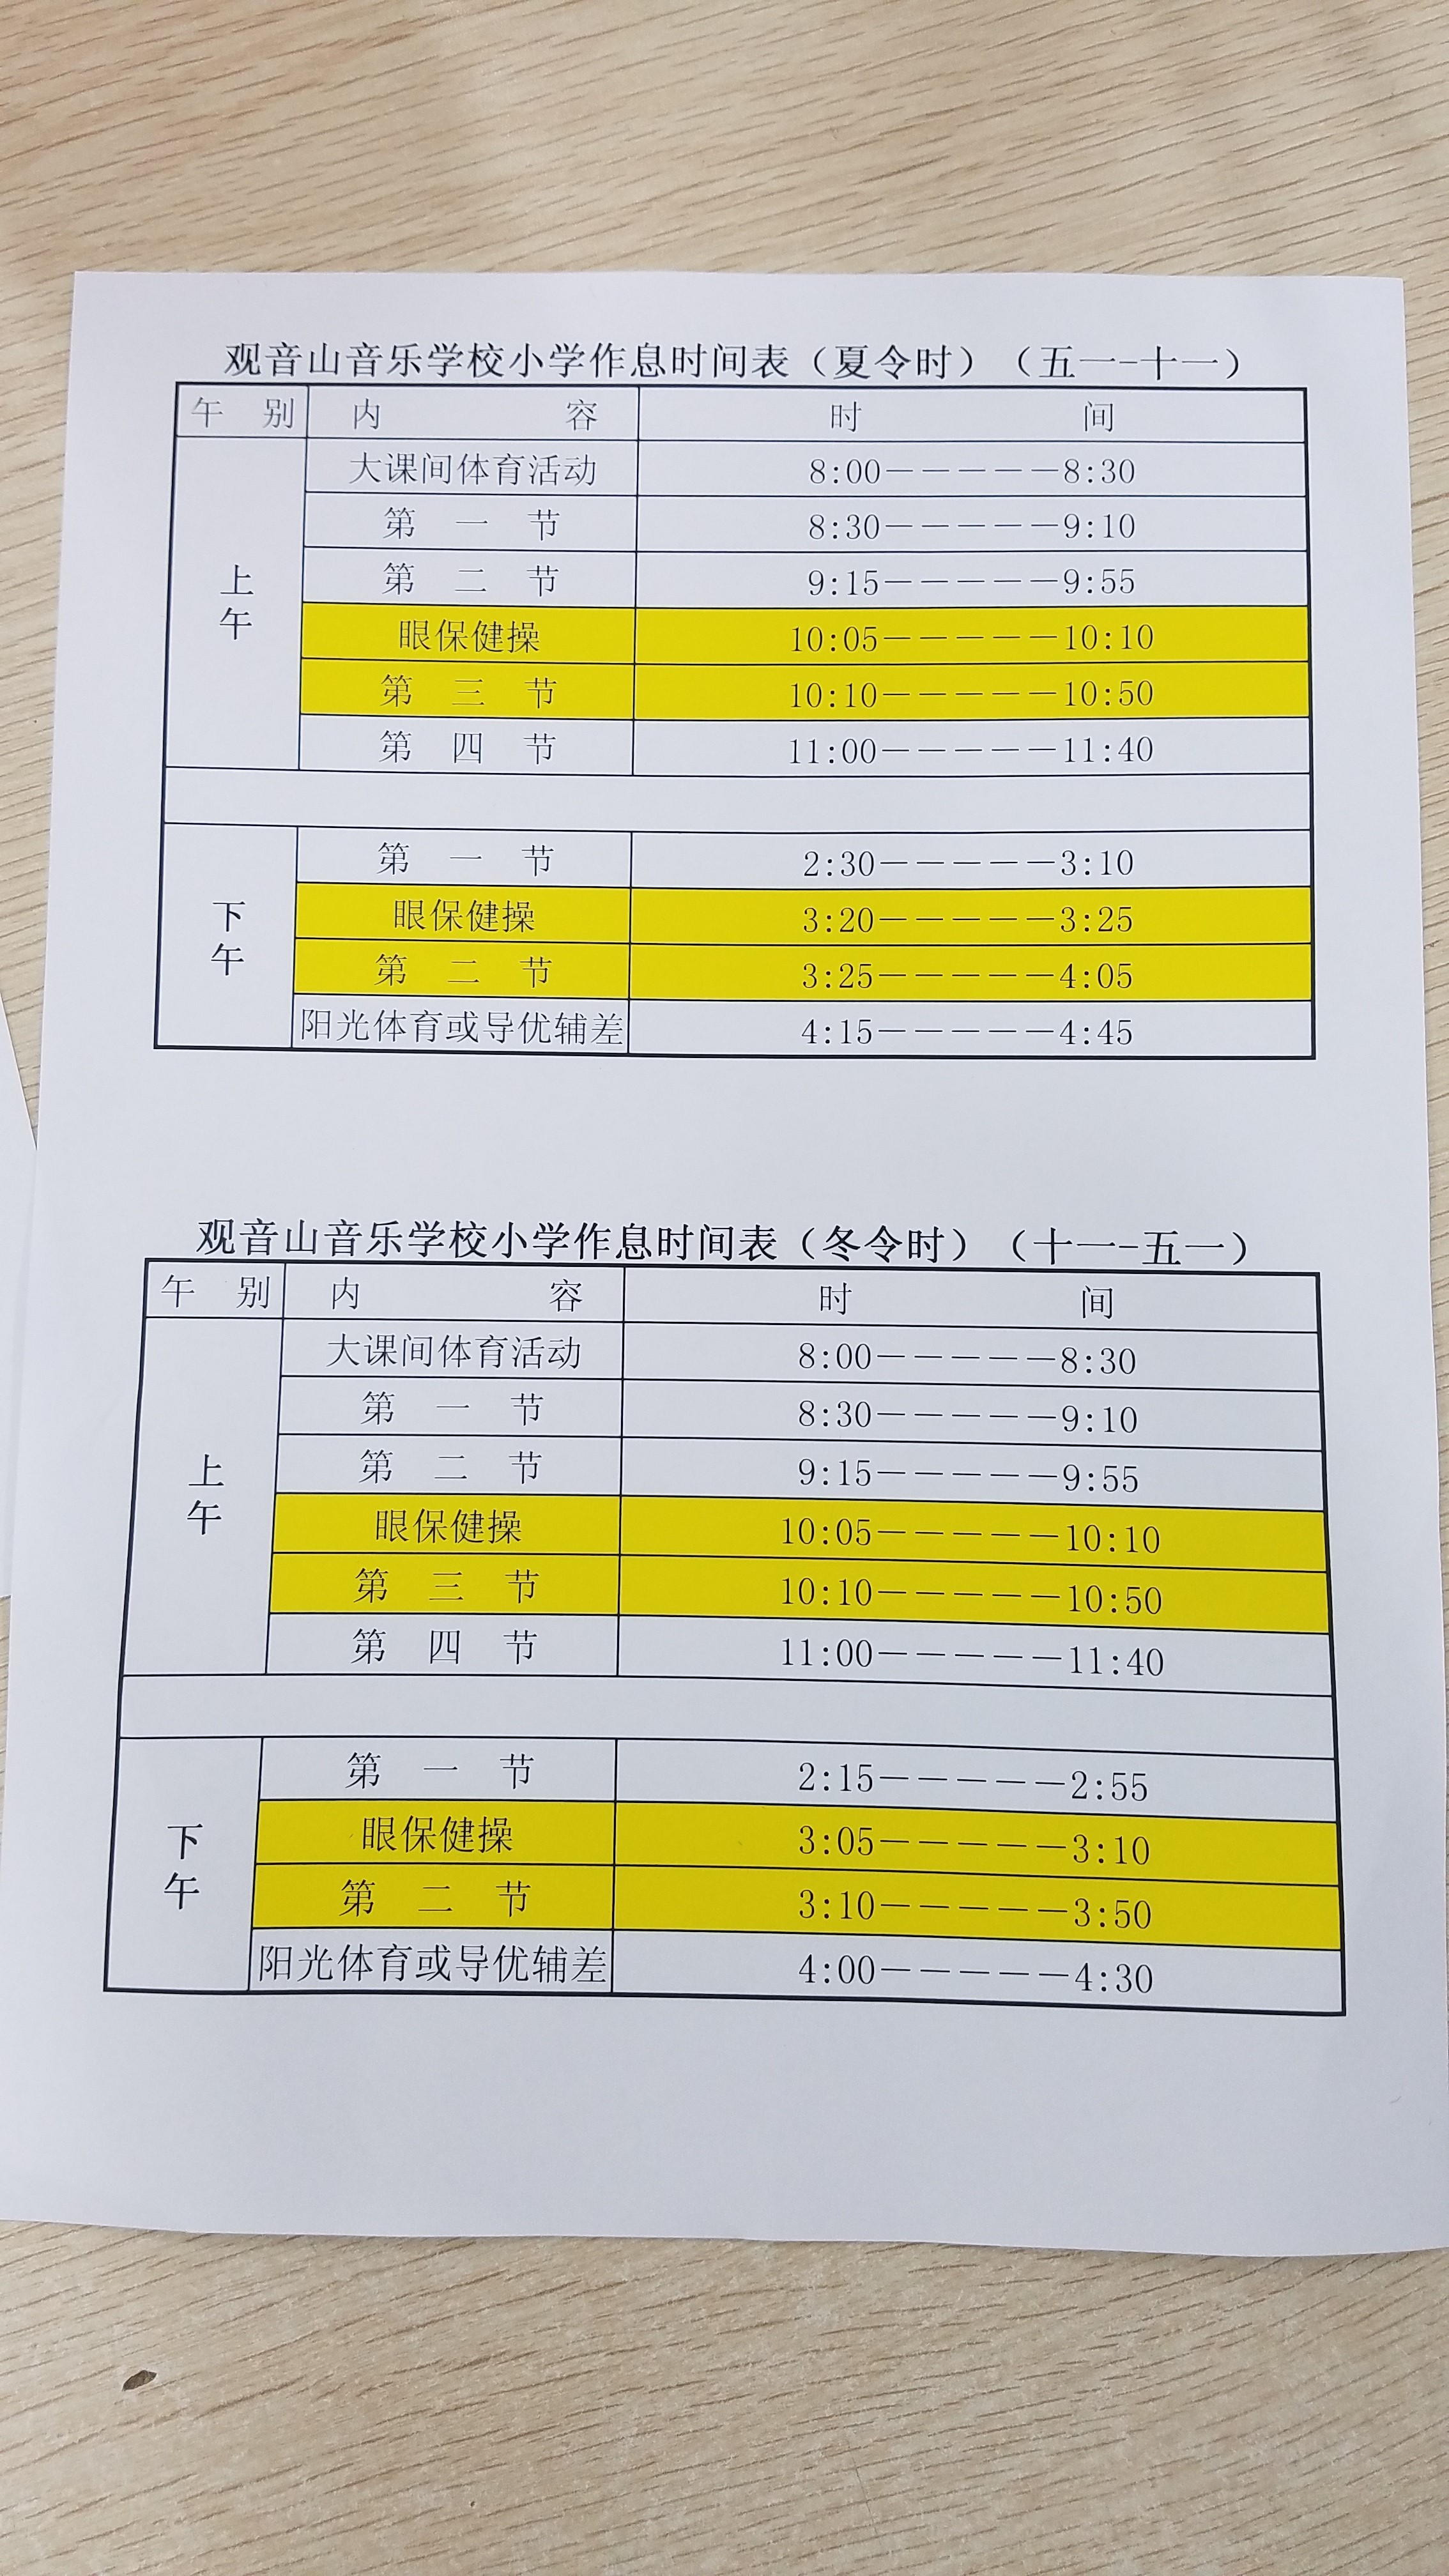 观音山音乐学校小学作息时间表（夏令时）（五一-十一）
午 别 内 容 时 间
上午
大课间体育活动 8:00－－－－－8:30
第 一 节 8:30－－－－－9:10
第 二 节 9:15－－－－－9:55
眼保健操 10:05－－－－－10:10
第 三 节 10:10－－－－－10:50
第 四 节 11:00－－－－－11:40
下午
第 一 节 2:30－－－－－3:10
眼保健操 3:20－－－－－3:25
第 二 节 3:25－－－－－4:05
阳光体育或导优辅差 4:15－－－－－4:45
观音山音乐学校小学作息时间表（冬令时）（十一-五一）
午 别 内 容 时 间
上午
大课间体育活动 8:00－－－－－8:30
第 一 节 8:30－－－－－9:10
第 二 节 9:15－－－－－9:55
眼保健操 10:05－－－－－10:10
第 三 节 10:10－－－－－10:50
第 四 节 11:00－－－－－11:40
下午
第 一 节 2:15－－－－－2:55
眼保健操 3:05－－－－－3:10
第 二 节 3:10－－－－－3:50
阳光体育或导优辅差 4:00－－－－－4:30